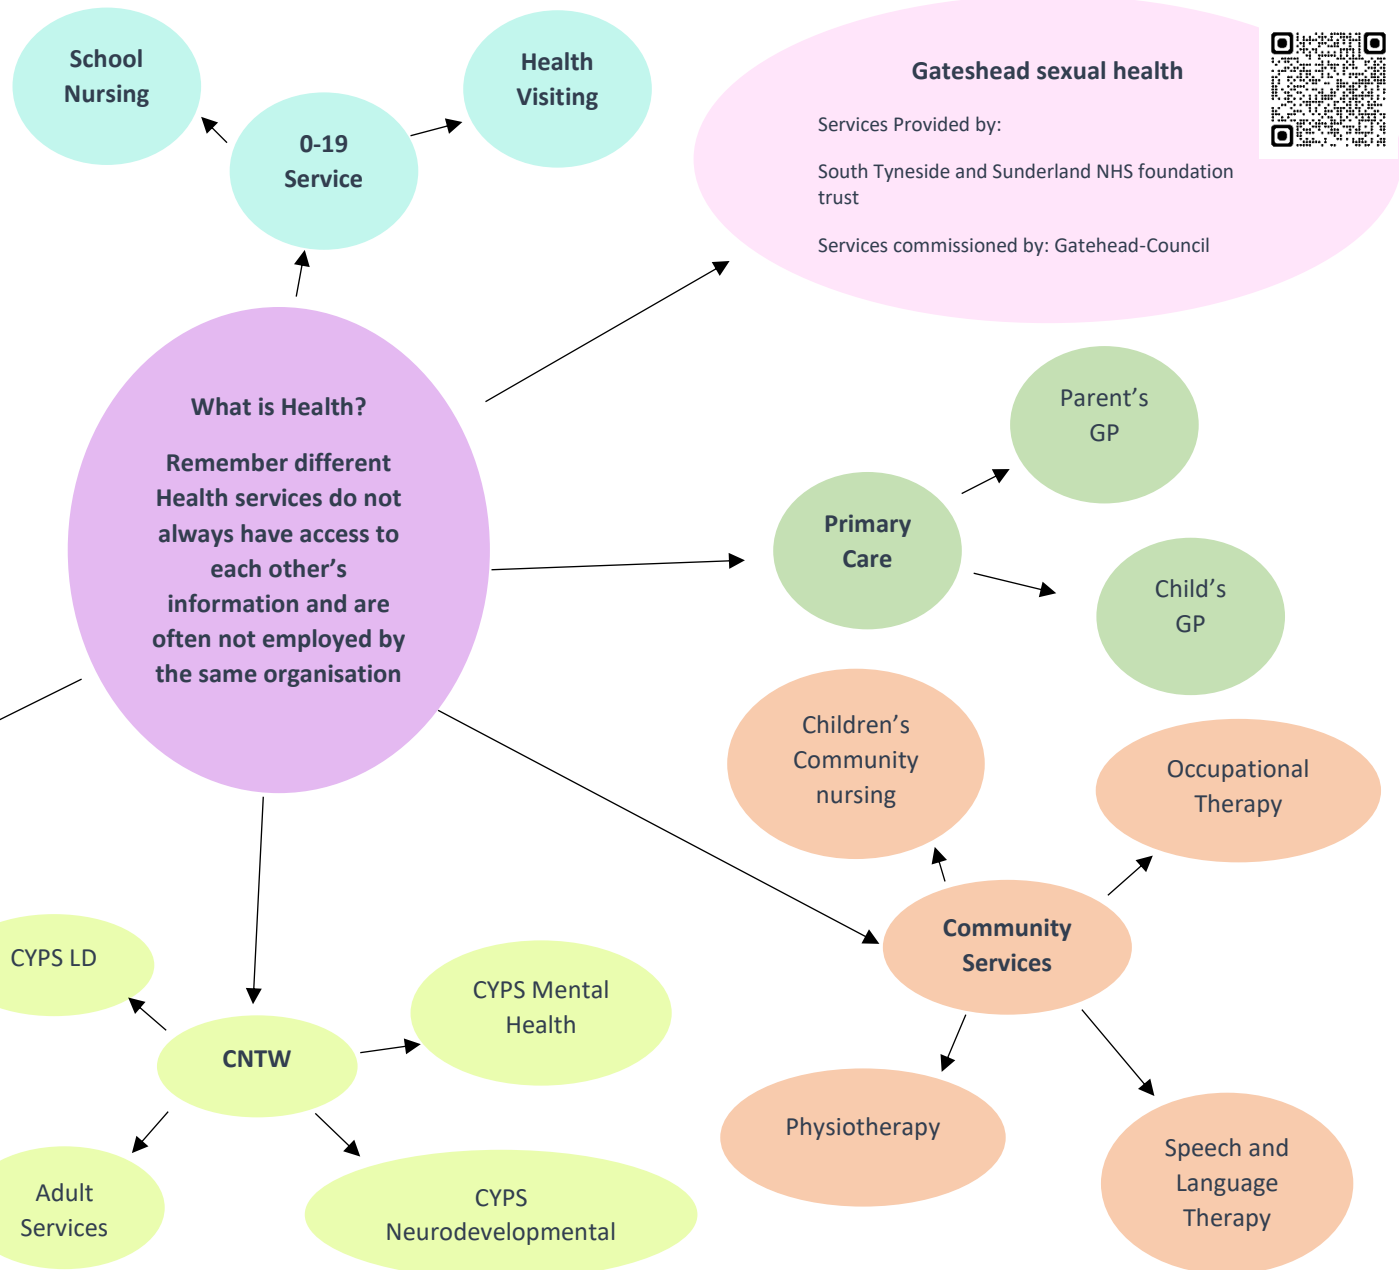 School
Nursing
Health
Visiting
0-19
Service
Gateshead sexual health
Services Provided by:
South Tyneside and Sunderland NHS foundation
trust
Services commissioned by: Gatehead-Council
What is Health?
Remember different
Health services do not
always have access to
each other’s
information and are
often not employed by
the same organisation
Parent’s
GP
Primary
Care
Child’s
GP
Children’s
Community
nursing
Occupational
Therapy
Community
Services
Physiotherapy
Speech and
Language
Therapy
CYPS LD
CYPS Mental
Health
CNTW
Adult
Services
CYPS
Neurodevelopmental